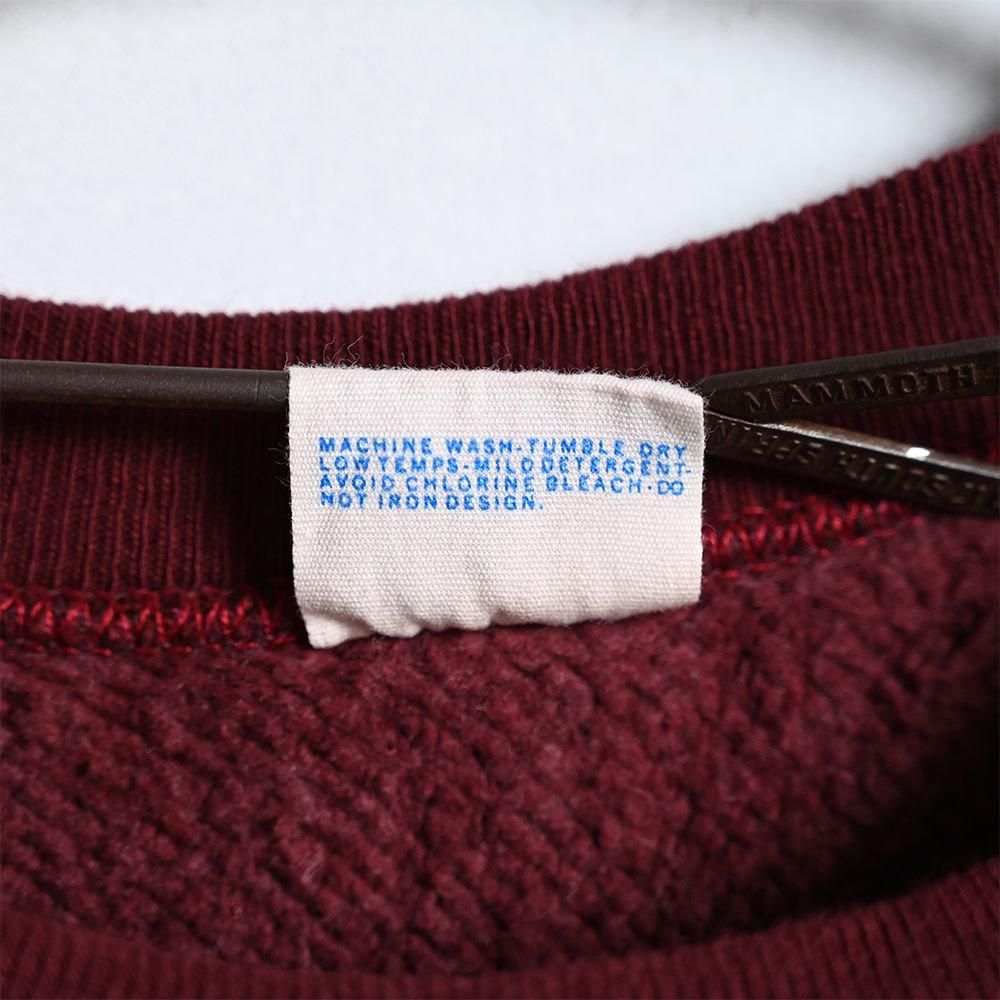 MACHINE WASH-TUMBLE DRY
LOW TEMPS-MILD DETERGENT-
AVOID CHLORINE BLEACH-DO
NOT IRON DESIGN.
MAMMOTH